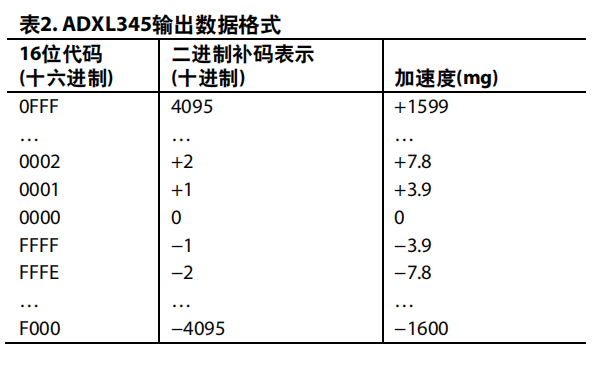 表2. ADXL345输出数据格式
16位代码 二进制补码表示
(十六进制) (十进制) 加速度(mg)
0FFF 4095 +1599
… … …
0002 +2 +7.8
0001 +1 +3.9
0000 0 0
FFFF −1 −3.9
FFFE −2 −7.8
… … …
F000 −4095 −1600